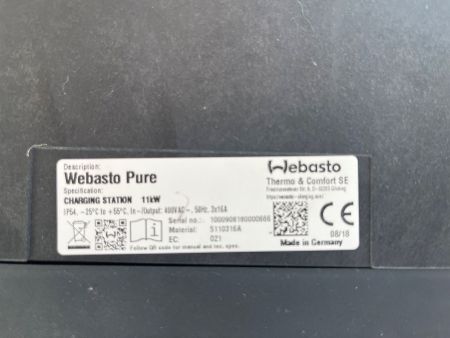 Description:
Webasto Pure
Specification:
CHARGING STATION 11kW
IP54, -25°C to +55°C, In-/Output: 400VAC~, 50Hz, 3x16A
Serial no.:
Material: 5110316A
EC: 021
Follow QR code for manual and tec. spec.
Webasto
Thermo & Comfort SE
08/18
Made in Germany